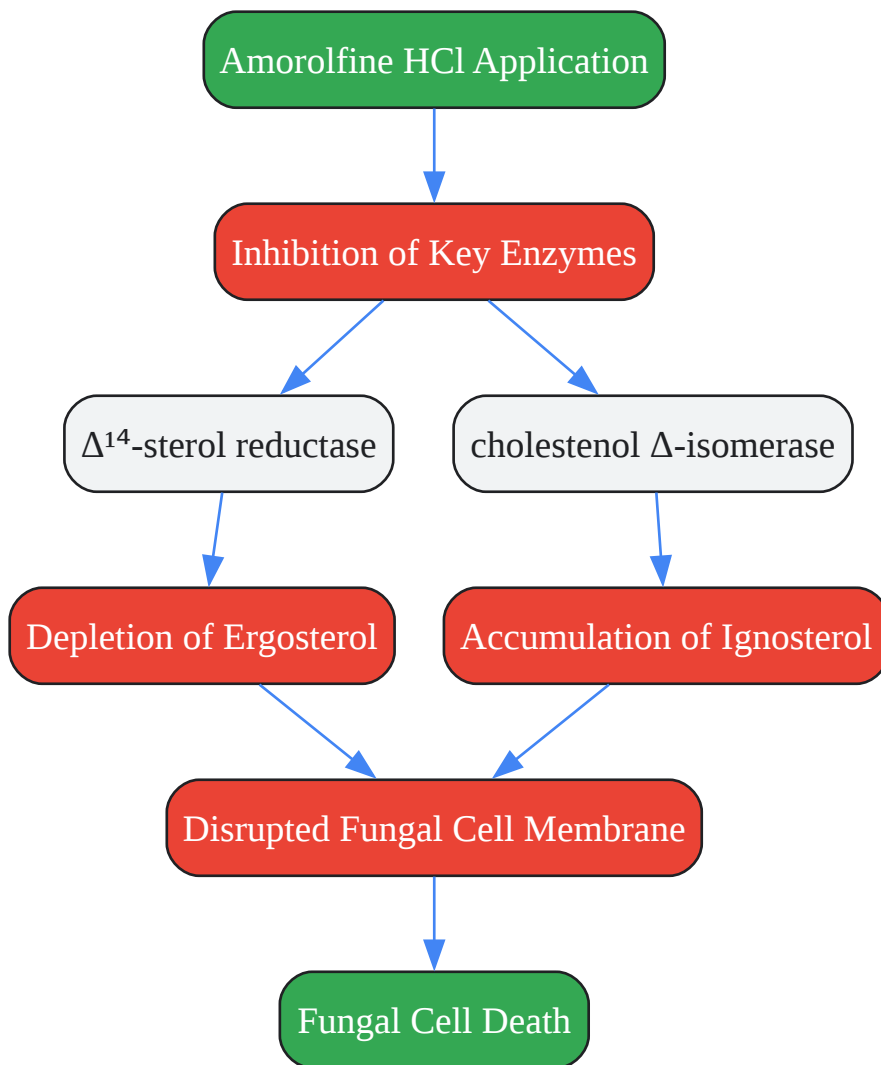 Amorolfine HCl Application
Inhibition of Key Enzymes
Δ¹⁴-sterol reductase
cholestenol Δ-isomerase
Depletion of Ergosterol
Accumulation of Ignosterol
Disrupted Fungal Cell Membrane
Fungal Cell Death